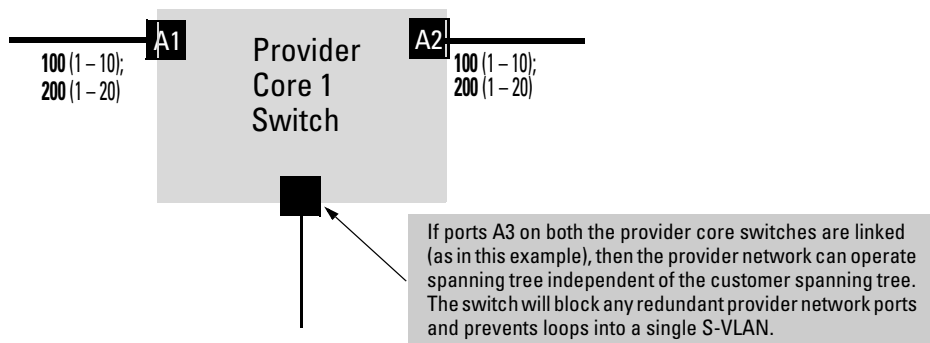 A1
Provider
Core 1
Switch
A2
100 (1 – 10);
200 (1 – 20)
100 (1 – 10);
200 (1 – 20)
If ports A3 on both the provider core switches are linked
(as in this example), then the provider network can operate
spanning tree independent of the customer spanning tree.
The switch will block any redundant provider network ports
and prevents loops into a single S-VLAN.